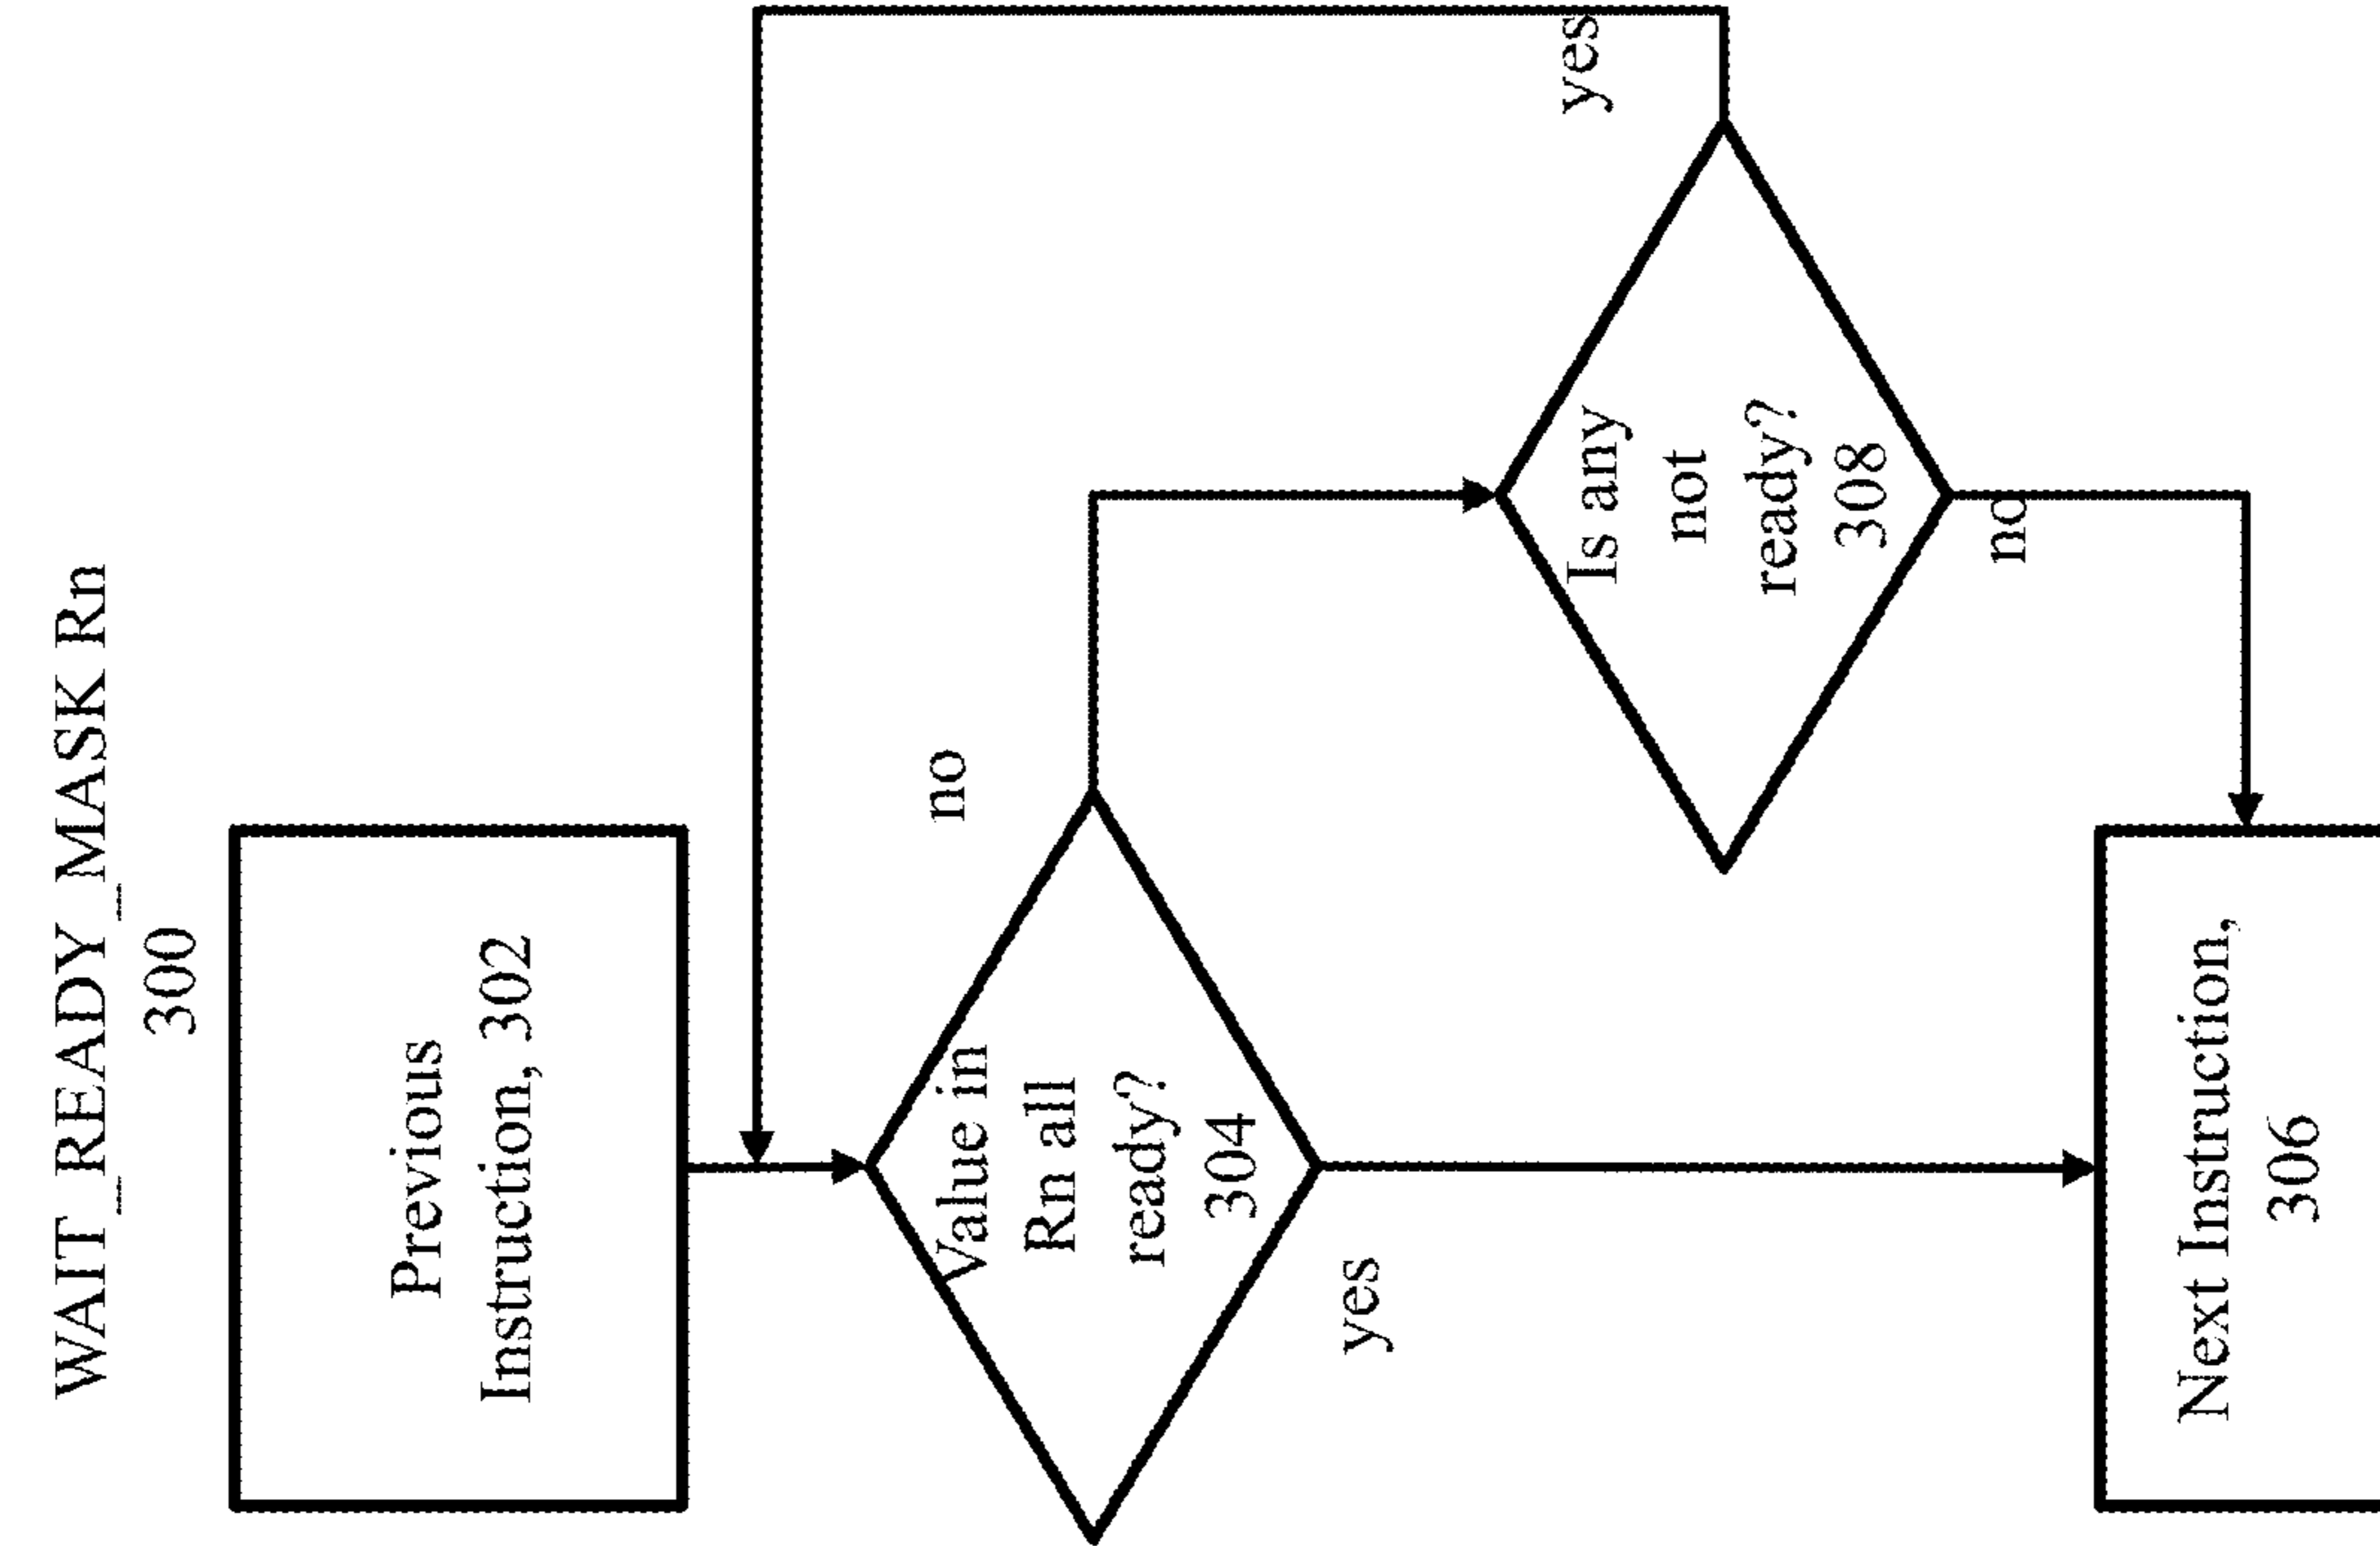 WAIT_READY_MASK Rn
300
Previous
Instruction, 302
Value in
Rn all
ready?
304
no
yes
Is any
not
ready?
308
yes
no
Next Instruction,
306